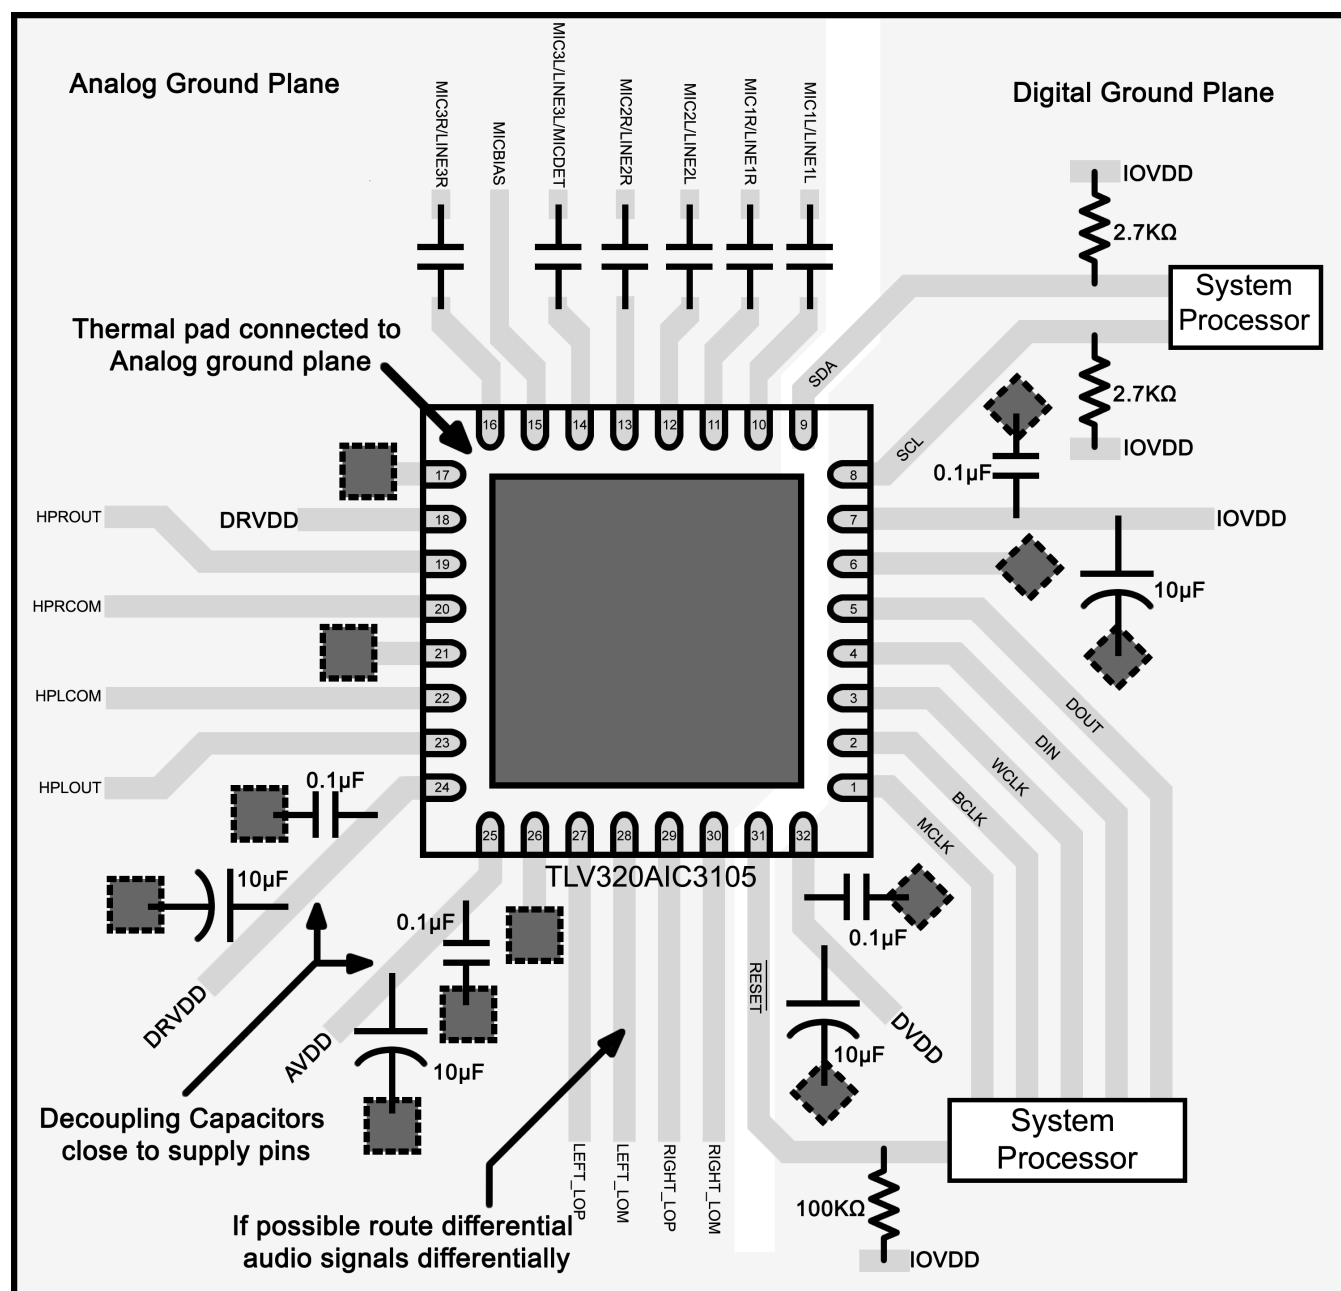 Analog Ground Plane
Digital Ground Plane
MIC3R/LINE3R
MICBIAS
MIC3L/LINE3L/MICDET
MIC2R/LINE2R
MIC2L/LINE2L
MIC1R/LINE1R
MIC1L/LINE1L
IOVDD
2.7KΩ
System
Processor
2.7KΩ
IOVDD
Thermal pad connected to
Analog ground plane
SDA
SCL
0.1µF
IOVDD
10µF
16
15
14
13
12
11
10
9
17
18
19
20
21
22
23
24
8
7
6
5
4
3
2
1
25
26
27
28
29
30
31
32
HPROUT
DRVDD
HPRCOM
HPLCOM
HPLOUT
DOUT
DIN
WCLK
BCLK
MCLK
0.1µF
10µF
TLV320AIC3105
0.1µF
10µF
DRVDD
AVDD
0.1µF
10µF
DVDD
RESET
Decoupling Capacitors
close to supply pins
LEFT_LOP
LEFT_LOM
RIGHT_LOP
RIGHT_LOM
If possible route differential
audio signals differentially
System
Processor
100KΩ
IOVDD